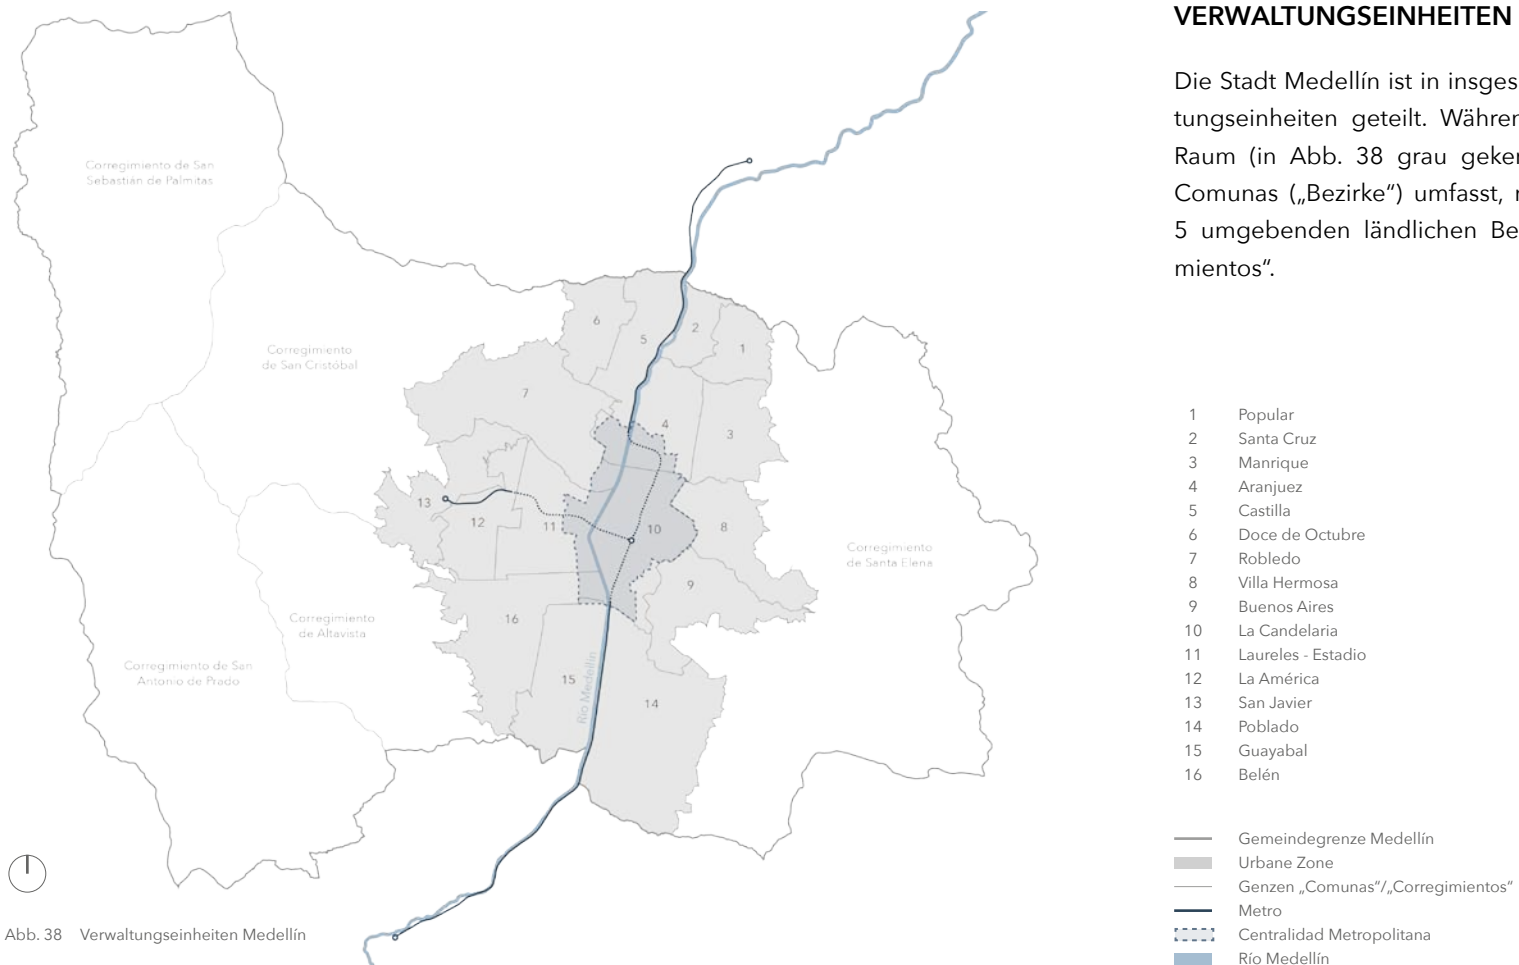 VERWALTUNGSEINHEITEN
Die Stadt Medellín ist in insges
tungseinheiten geteilt. Währen
Raum (in Abb. 38 grau geken
Comunas („Bezirke“) umfasst, 
5 umgebenden ländlichen Be
mientos“.
Corregimiento de San
Sebastián de Palmitas
Corregimiento
de San Cristóbal
Corregimiento
de Altavista
Corregimiento de San
Antonio de Prado
Corregimiento
de Santa Elena
6
5
2
1
7
4
3
13
12
11
10
8
9
16
15
14
Río Medellín
1 Popular
2 Santa Cruz
3 Manrique
4 Aranjuez
5 Castilla
6 Doce de Octubre
7 Robledo
8 Villa Hermosa
9 Buenos Aires
10 La Candelaria
11 Laureles - Estadio
12 La América
13 San Javier
14 Poblado
15 Guayabal
16 Belén
Gemeindegrenze Medellín
Urbane Zone
Genzen „Comunas“/„Corregimientos“
Metro
Centralidad Metropolitana
Río Medellín
Abb. 38 Verwaltungseinheiten Medellín